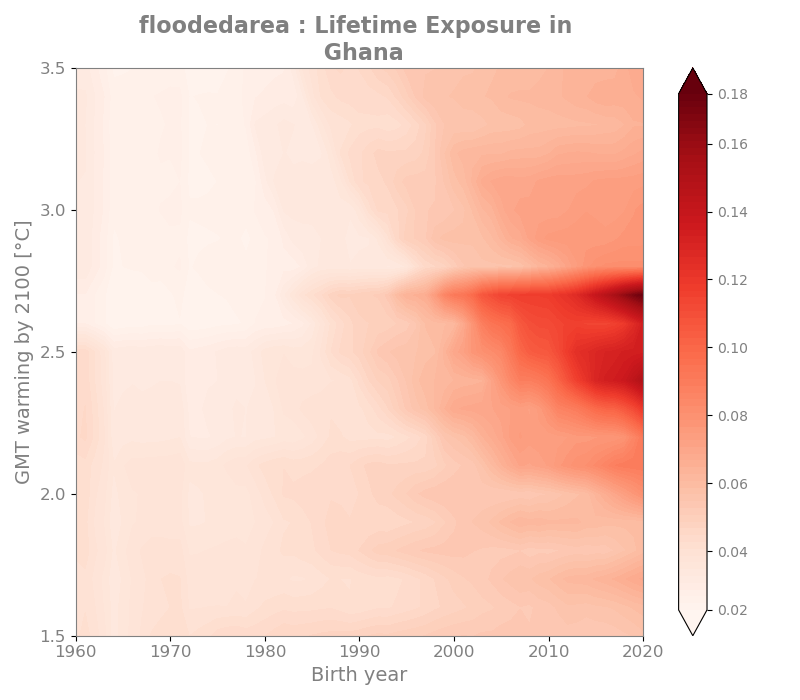 floodedarea : Lifetime Exposure in
Ghana
3.5
3.0
2.5
2.0
1.5
GMT warming by 2100 [°C]
1960 1970 1980 1990 2000 2010 2020
Birth year
0.18
0.16
0.14
0.12
0.10
0.08
0.06
0.04
0.02